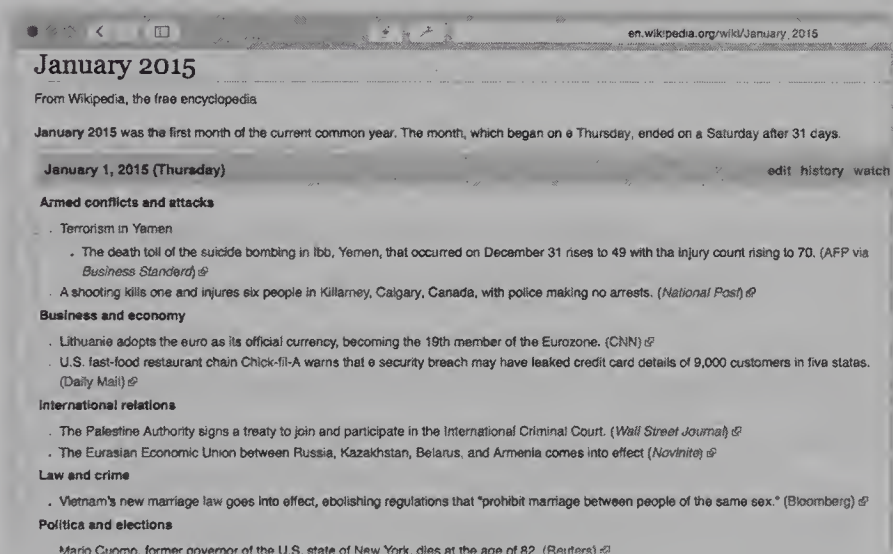 en.wikipedia.org/wiki/January_2015
January 2015
From Wikipedia, the free encyclopedia
January 2015 was the first month of the current common year. The month, which began on a Thursday, ended on a Saturday after 31 days.
January 1, 2015 (Thursday) edit history watch
Armed conflicts and attacks
Terrorism in Yemen
The death toll of the suicide bombing in Ibb, Yemen, that occurred on December 31 rises to 49 with the injury count rising to 70. (AFP via
Business Standard)
A shooting kills one and injures six people in Killarney, Calgary, Canada, with police making no arrests. (National Post)
Business and economy
Lithuania adopts the euro as its official currency, becoming the 19th member of the Eurozone. (CNN)
U.S. fast-food restaurant chain Chick-fil-A warns that a security breach may have leaked credit card details of 9,000 customers in five states.
(Daily Mail)
International relations
The Palestine Authority signs a treaty to join and participate in the International Criminal Court. (Wall Street Journal)
The Eurasian Economic Union between Russia, Kazakhstan, Belarus, and Armenia comes into effect (Novinite)
Law and crime
Vietnam's new marriage law goes into effect, abolishing regulations that "prohibit marriage between people of the same sex." (Bloomberg)
Politics and elections
Mario Cuomo, former governor of the U.S. state of New York, dies at the age of 82. (Reuters)